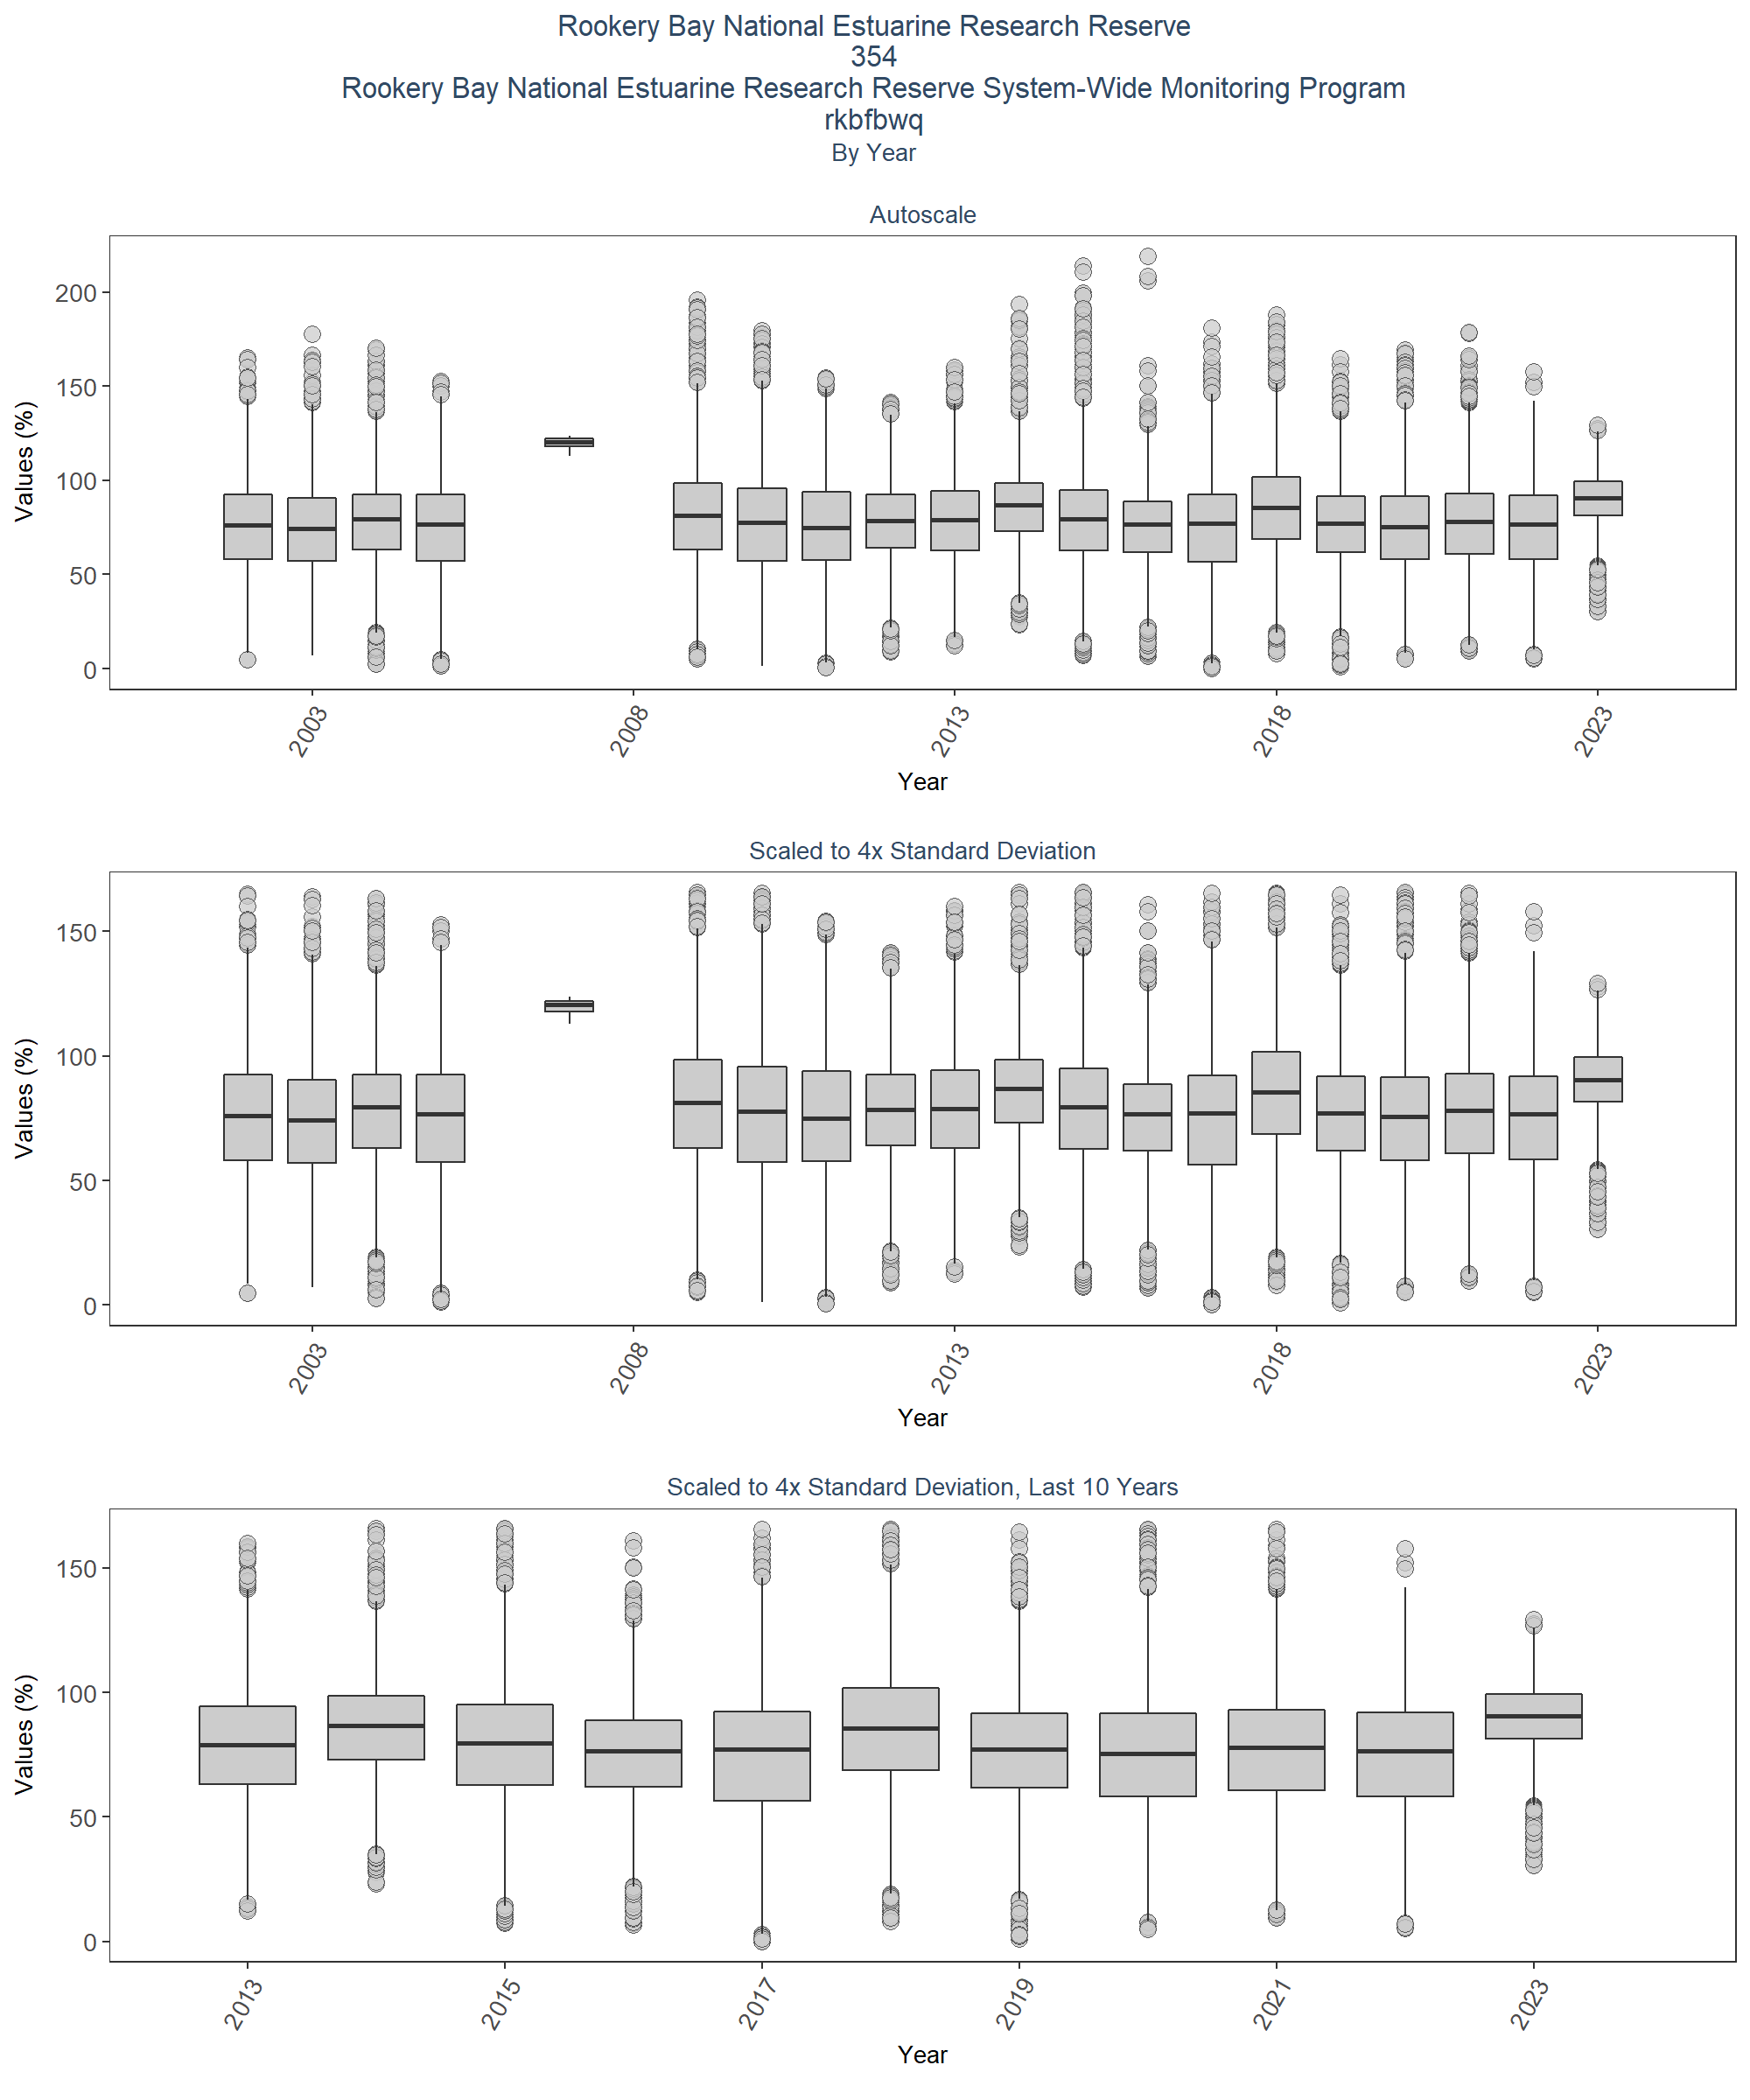 Rookery Bay National Estuarine Research Reserve
354
Rookery Bay National Estuarine Research Reserve System-Wide Monitoring Program
rkbfbwq
By Year
Autoscale
Values (%)
200
150
100
50
0
2003
2008
2013
2018
2023
Year
Scaled to 4x Standard Deviation
Values (%)
150
100
50
0
2003
2008
2013
2018
2023
Year
Scaled to 4x Standard Deviation, Last 10 Years
Values (%)
150
100
50
0
2013
2015
2017
2019
2021
2023
Year